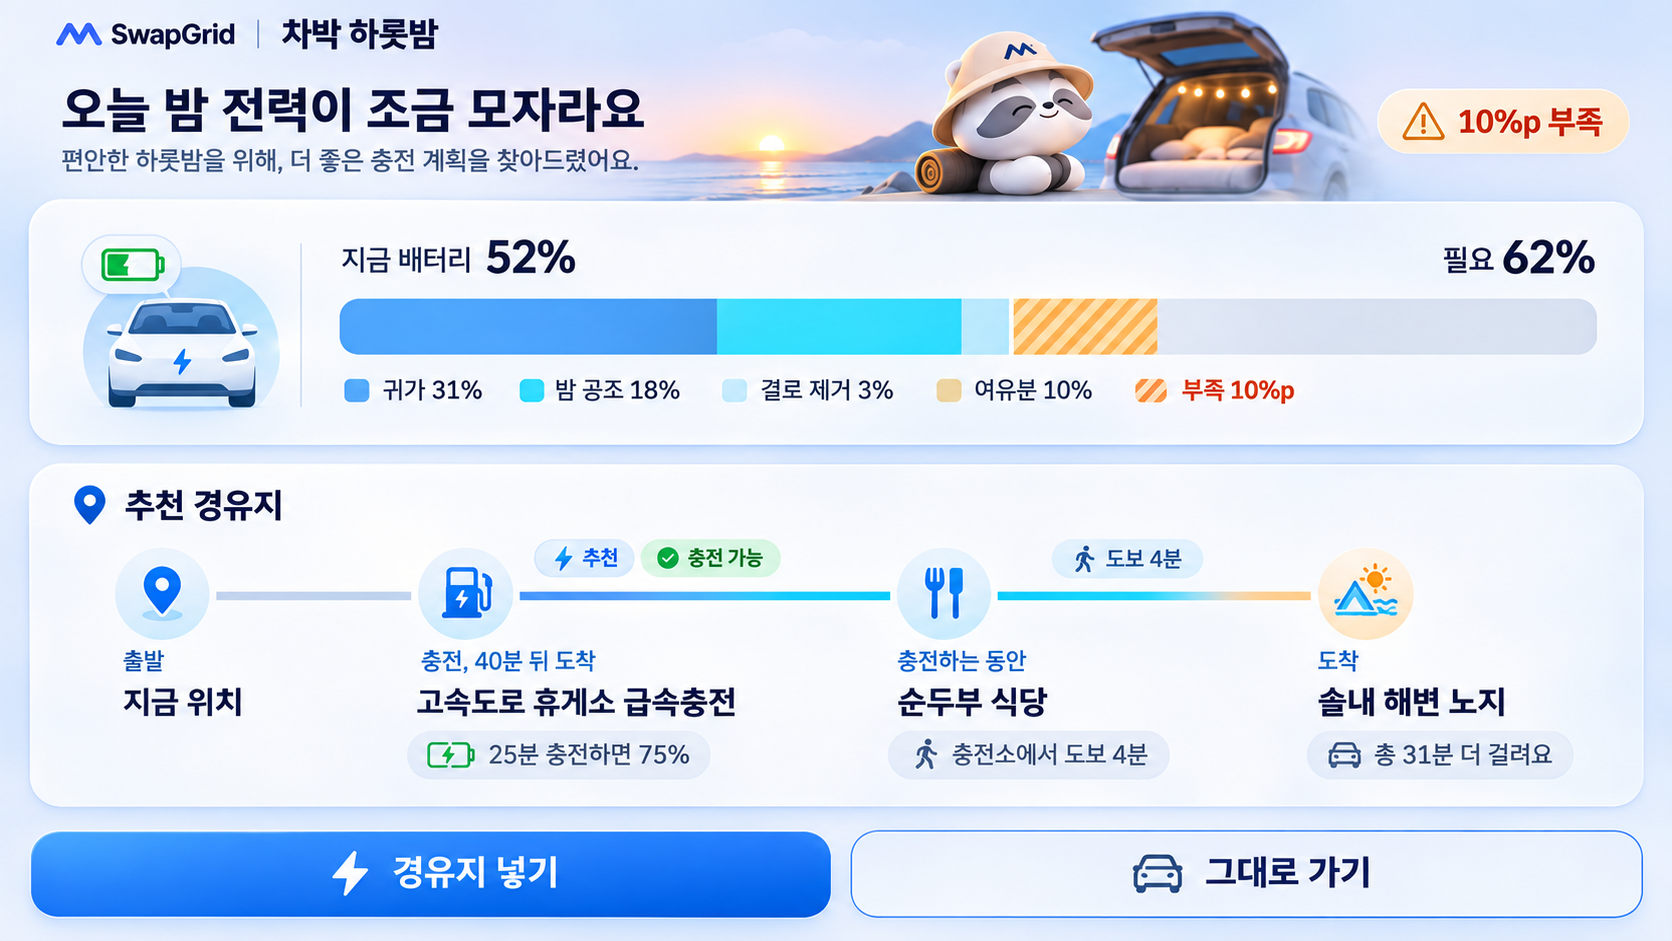 SwapGrid | 차박 하룻밤
오늘 밤 전력이 조금 모자라요
편안한 하룻밤을 위해, 더 좋은 충전 계획을 찾아드렸어요.
10%p 부족
지금 배터리 52%
필요 62%
귀가 31%
밤 공조 18%
결로 제거 3%
여유분 10%
부족 10%p
추천 경유지
추천
충전 가능
도보 4분
출발
지금 위치
충전, 40분 뒤 도착
고속도로 휴게소 급속충전
25분 충전하면 75%
충전하는 동안
순두부 식당
충전소에서 도보 4분
도착
솔내 해변 노지
총 31분 더 걸려요
경유지 넣기
그대로 가기